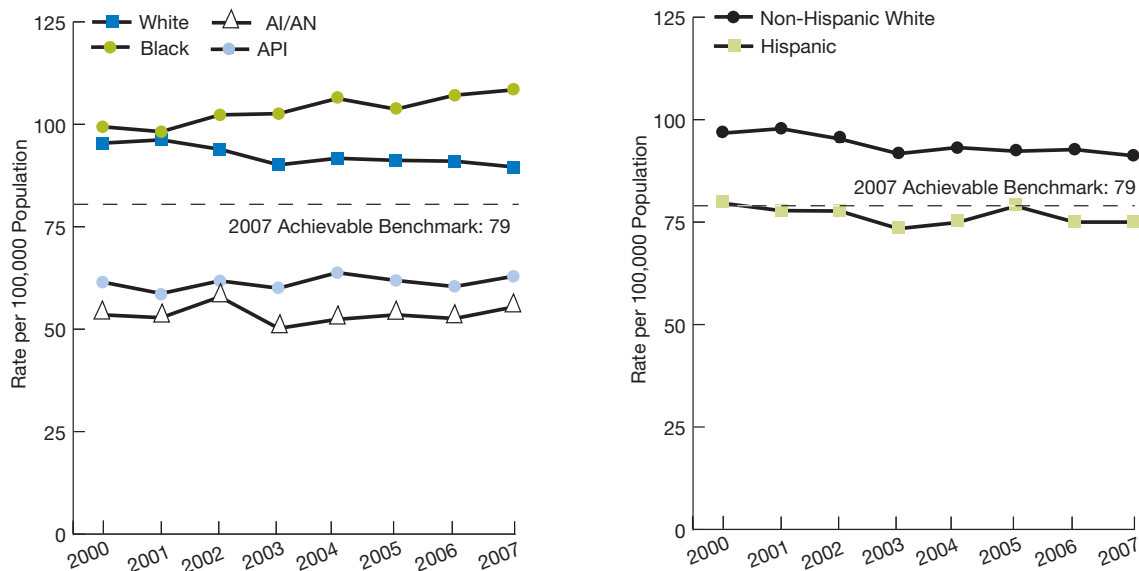 White
AI/AN
Black
API
125
100
75
50
25
0
Rate per 100,000 Population
2007 Achievable Benchmark: 79
2000
2001
2002
2003
2004
2005
2006
2007
Non-Hispanic White
Hispanic
125
100
75
50
25
0
Rate per 100,000 Population
2007 Achievable Benchmark: 79
2000
2001
2002
2003
2004
2005
2006
2007